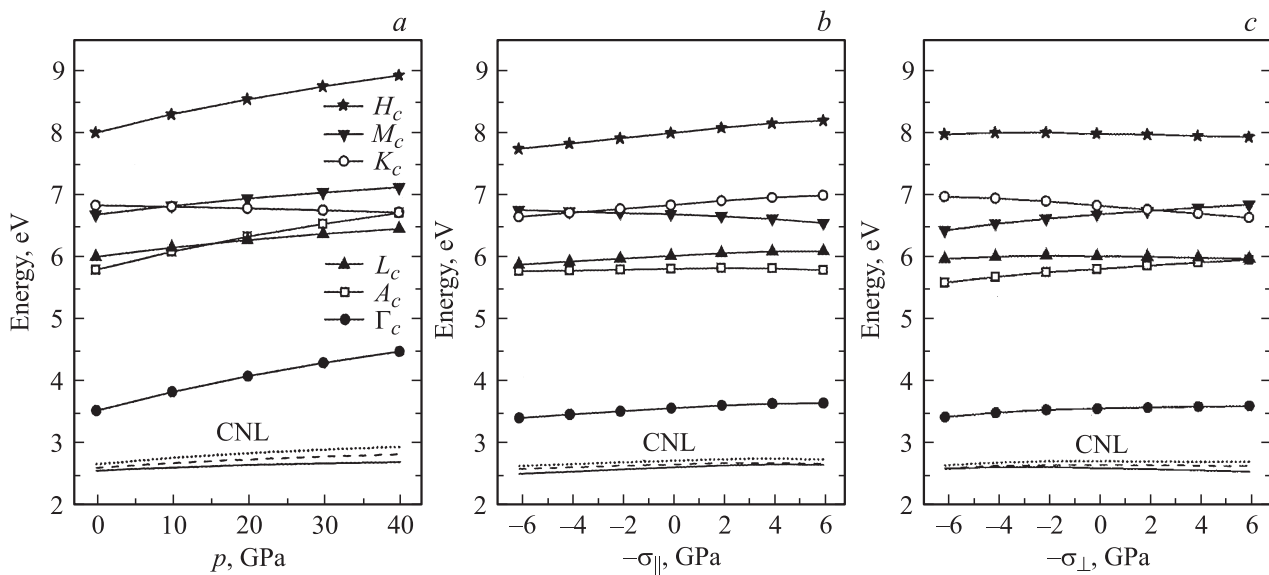 a
9
8
7
6
5
4
3
2
H_c
M_c
K_c
L_c
A_c
Γ_c
CNL
0 10 20 30 40
p, GPa
Energy, eV
b
9
8
7
6
5
4
3
2
CNL
–6 –4 –2 0 2 4 6
–σ_∥, GPa
Energy, eV
c
9
8
7
6
5
4
3
2
CNL
–6 –4 –2 0 2 4 6
–σ_⊥, GPa
Energy, eV